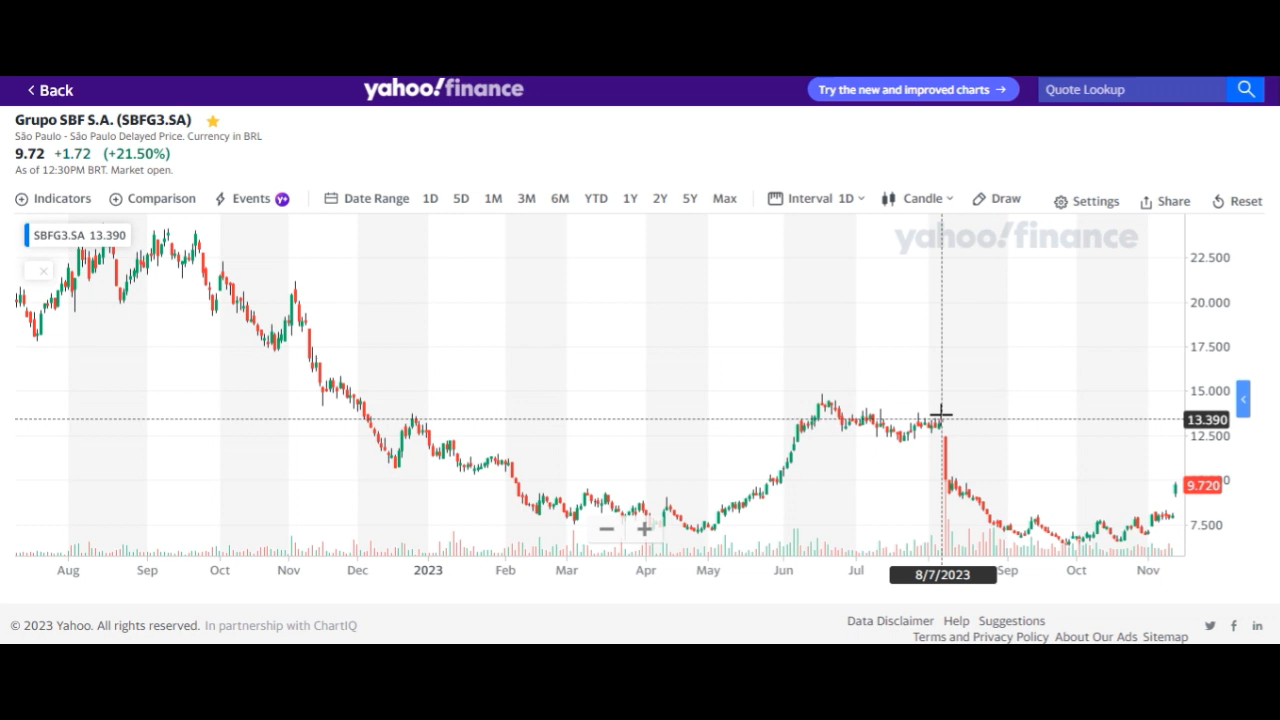 Back
yahoo!finance
Try the new and improved charts →
Quote Lookup
Grupo SBF S.A. (SBFG3.SA)
São Paulo - São Paulo Delayed Price. Currency in BRL
9.72 +1.72 (+21.50%)
As of 12:30PM BRT. Market open.
Indicators Comparison Events Y+ Date Range 1D 5D 1M 3M 6M YTD 1Y 2Y 5Y Max Interval 1D Candle Draw Settings Share Reset
SBFG3.SA 13.390
yahoo!finance
22.500
20.000
17.500
15.000
13.390
12.500
9.720
7.500
Aug Sep Oct Nov Dec 2023 Feb Mar Apr May Jun Jul 8/7/2023 Sep Oct Nov
© 2023 Yahoo. All rights reserved. In partnership with ChartIQ
Data Disclaimer Help Suggestions
Terms and Privacy Policy About Our Ads Sitemap